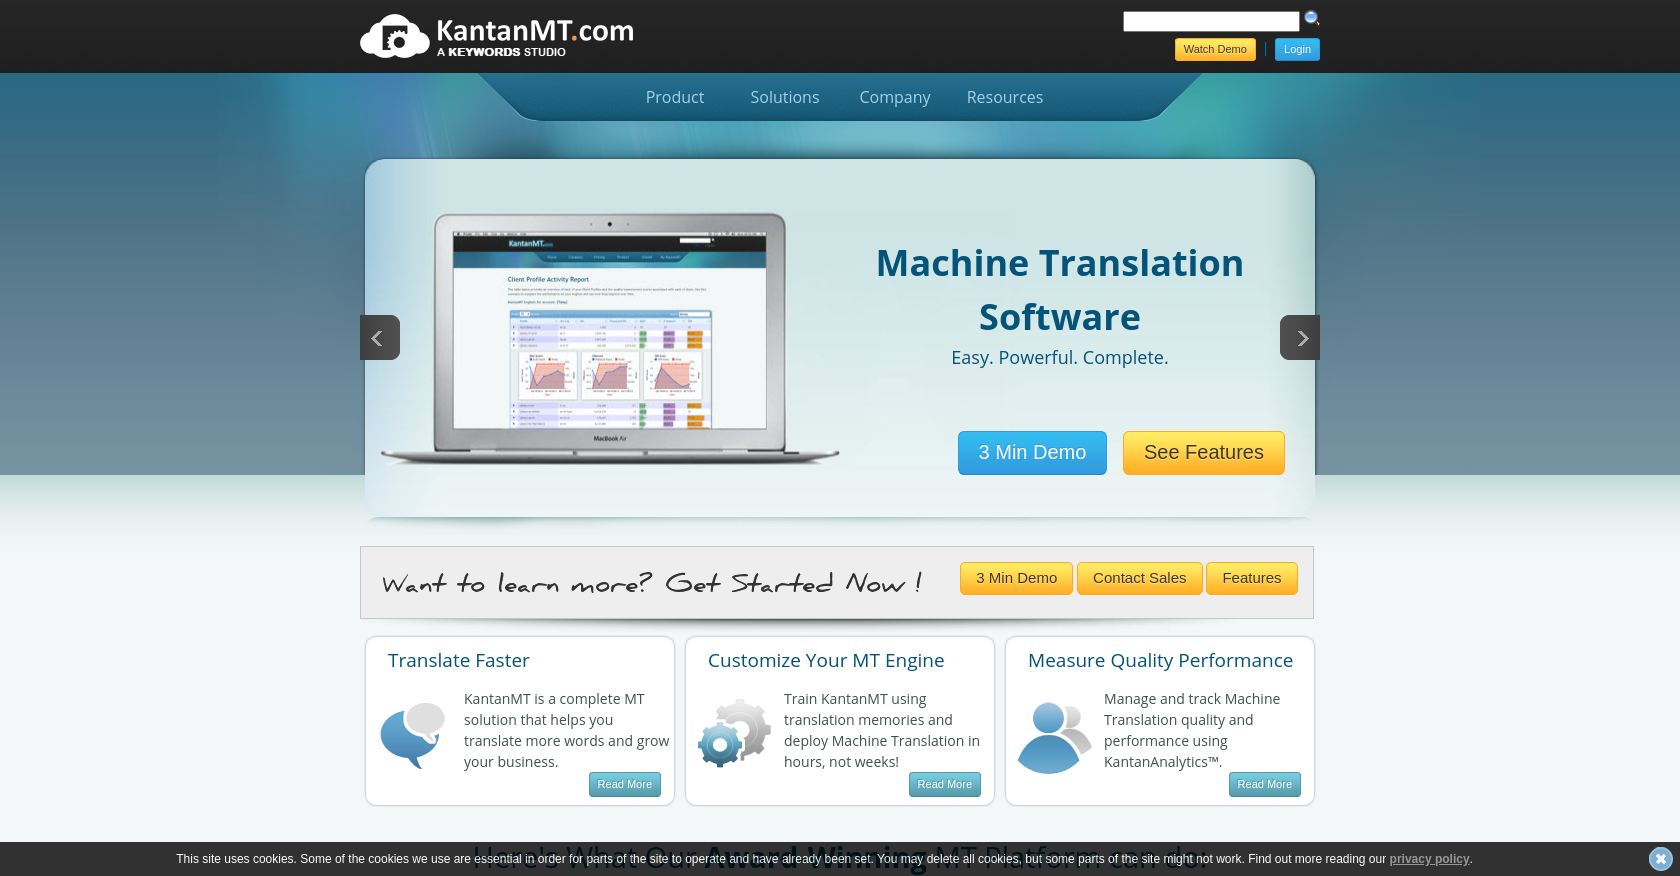 KantanMT.com
A KEYWORDS STUDIO
Watch Demo
Login
Product
Solutions
Company
Resources
KantanMT.com
Client Profile Activity Report
MacBook Air
Machine Translation
Software
Easy. Powerful. Complete.
3 Min Demo
See Features
Want to learn more? Get Started Now !
3 Min Demo
Contact Sales
Features
Translate Faster
KantanMT is a complete MT
solution that helps you
translate more words and grow
your business.
Read More
Customize Your MT Engine
Train KantanMT using
translation memories and
deploy Machine Translation in
hours, not weeks!
Read More
Measure Quality Performance
Manage and track Machine
Translation quality and
performance using
KantanAnalytics™.
Read More
Here's What Our Award-Winning MT Platform can do:
This site uses cookies. Some of the cookies we use are essential in order for parts of the site to operate and have already been set. You may delete all cookies, but some parts of the site might not work. Find out more reading our privacy policy.